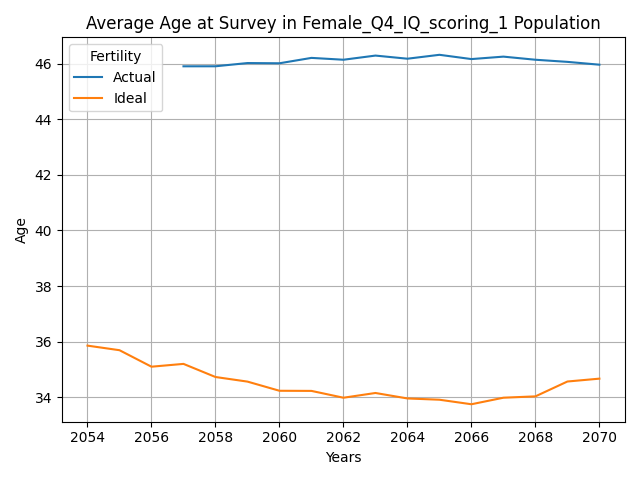 Average Age at Survey in Female_Q4_IQ_scoring_1 Population
Fertility
Actual
Ideal
46
44
42
40
38
36
34
Age
2054 2056 2058 2060 2062 2064 2066 2068 2070
Years